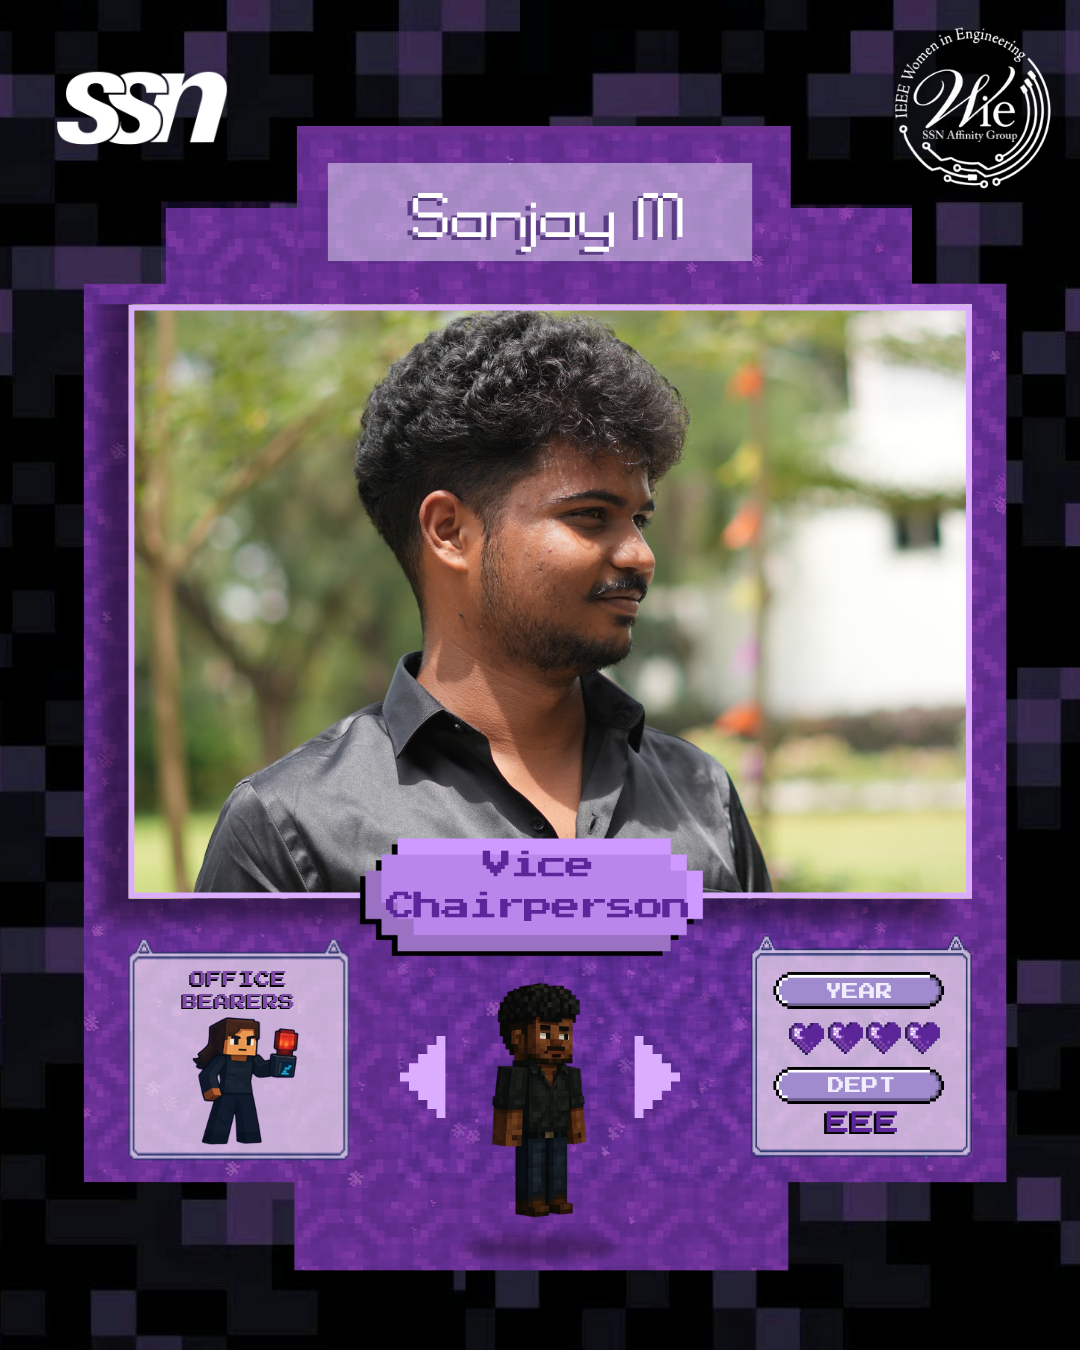 ssn
IEEE Women in Engineering
Wie
SSN Affinity Group
Sanjay M
Vice
Chairperson
OFFICE
BEARERS
YEAR
DEPT
EEE